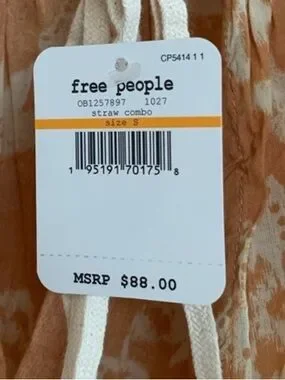 CP5414 1 1
free people
OB1257897 1027
straw combo
size S
1 95191 70175 8
MSRP $88.00